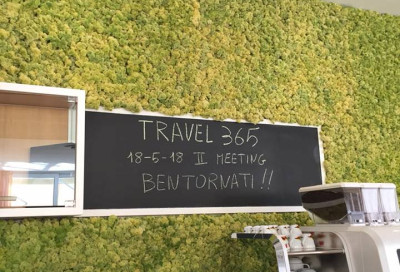 TRAVEL 365
18-5-18 II MEETING
BENTORNATI!!